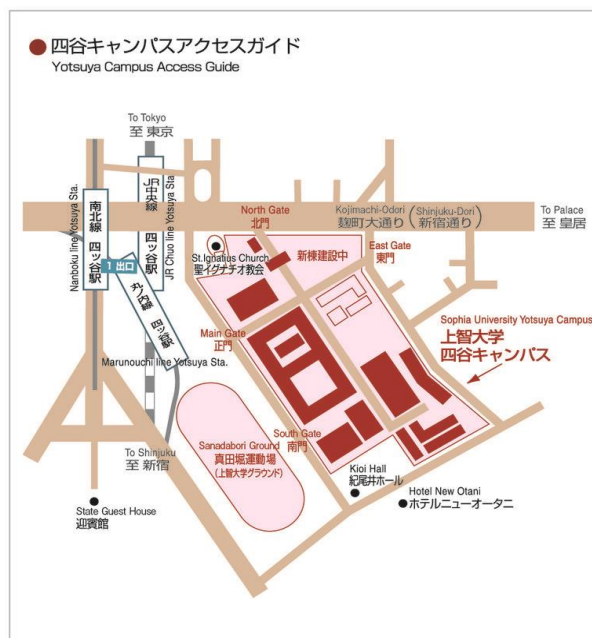 四谷キャンパスアクセスガイド
Yotsuya Campus Access Guide
To Tokyo
至 東京
Nanboku line Yotsuya Sta.
南北線 四ッ谷駅
JR中央線 四ッ谷駅
JR Chuo line Yotsuya Sta.
1 出口
丸ノ内線 四ッ谷駅
Marunouchi line Yotsuya Sta.
North Gate
北門
Kojimachi-Odori (Shinjuku-Dori)
麹町大通り(新宿通り)
To Palace
至 皇居
St.Ignatius Church
聖イグナチオ教会
新棟建設中
East Gate
東門
Main Gate
正門
Sophia University Yotsuya Campus
上智大学
四谷キャンパス
South Gate
南門
Sanadabori Ground
真田堀運動場
(上智大学グラウンド)
To Shinjuku
至 新宿
Kioi Hall
紀尾井ホール
Hotel New Otani
ホテルニューオータニ
State Guest House
迎賓館